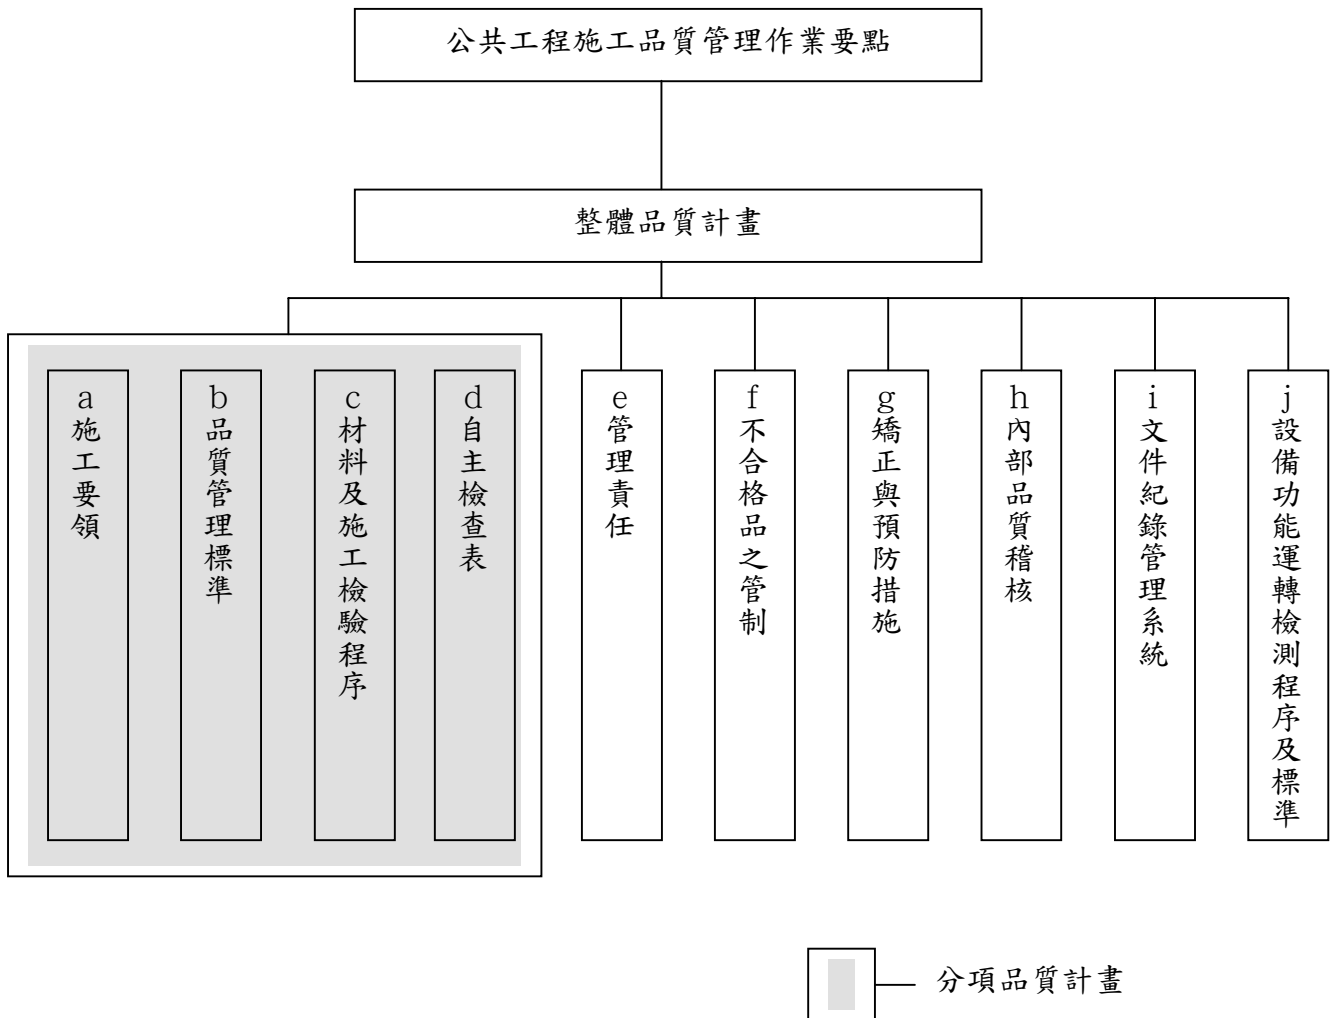 公共工程施工品質管理作業要點
整體品質計畫
a施工要領
b品質管理標準
c材料及施工檢驗程序
d自主檢查表
e管理責任
f不合格品之管制
g矯正與預防措施
h內部品質稽核
i文件紀錄管理系統
j設備功能運轉檢測程序及標準
分項品質計畫